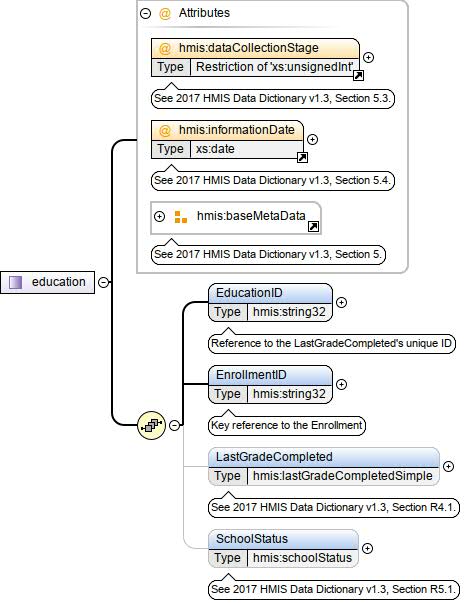 @ Attributes
@ hmis:dataCollectionStage
Type Restriction of 'xs:unsignedInt'
See 2017 HMIS Data Dictionary v1.3, Section 5.3.
@ hmis:informationDate
Type xs:date
See 2017 HMIS Data Dictionary v1.3, Section 5.4.
hmis:baseMetaData
See 2017 HMIS Data Dictionary v1.3, Section 5.
education
EducationID
Type hmis:string32
Reference to the LastGradeCompleted's unique ID
EnrollmentID
Type hmis:string32
Key reference to the Enrollment
LastGradeCompleted
Type hmis:lastGradeCompletedSimple
See 2017 HMIS Data Dictionary v1.3, Section R4.1.
SchoolStatus
Type hmis:schoolStatus
See 2017 HMIS Data Dictionary v1.3, Section R5.1.